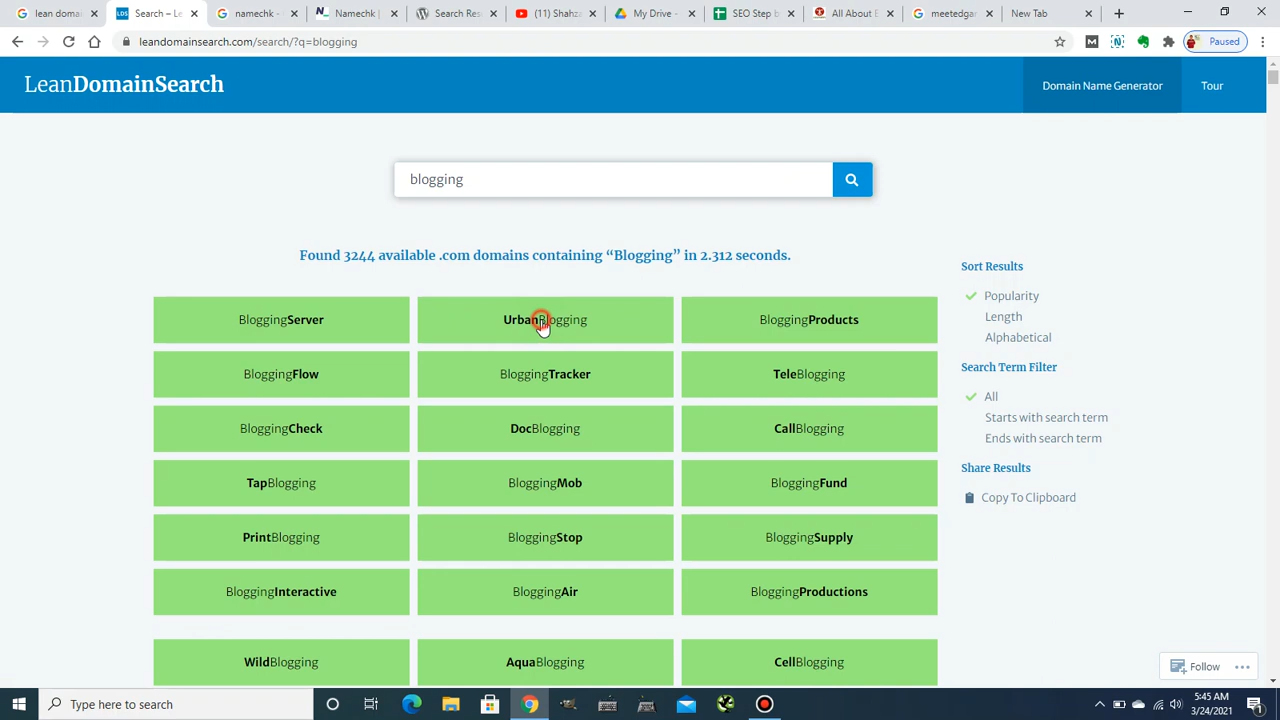 lean domai
Search – Le
namechk -
Namechk |
Search Res
(11) Shahza
My Drive -
SEO Step b
All About B
meetedgar
New Tab
leandomainsearch.com/search/?q=blogging
Paused
LeanDomainSearch
Domain Name Generator
Tour
blogging
Found 3244 available .com domains containing “Blogging” in 2.312 seconds.
BloggingServer
UrbanBlogging
BloggingProducts
BloggingFlow
BloggingTracker
TeleBlogging
BloggingCheck
DocBlogging
CallBlogging
TapBlogging
BloggingMob
BloggingFund
PrintBlogging
BloggingStop
BloggingSupply
BloggingInteractive
BloggingAir
BloggingProductions
WildBlogging
AquaBlogging
CellBlogging
Sort Results
Popularity
Length
Alphabetical
Search Term Filter
All
Starts with search term
Ends with search term
Share Results
Copy To Clipboard
Follow
Type here to search
5:45 AM
3/24/2021